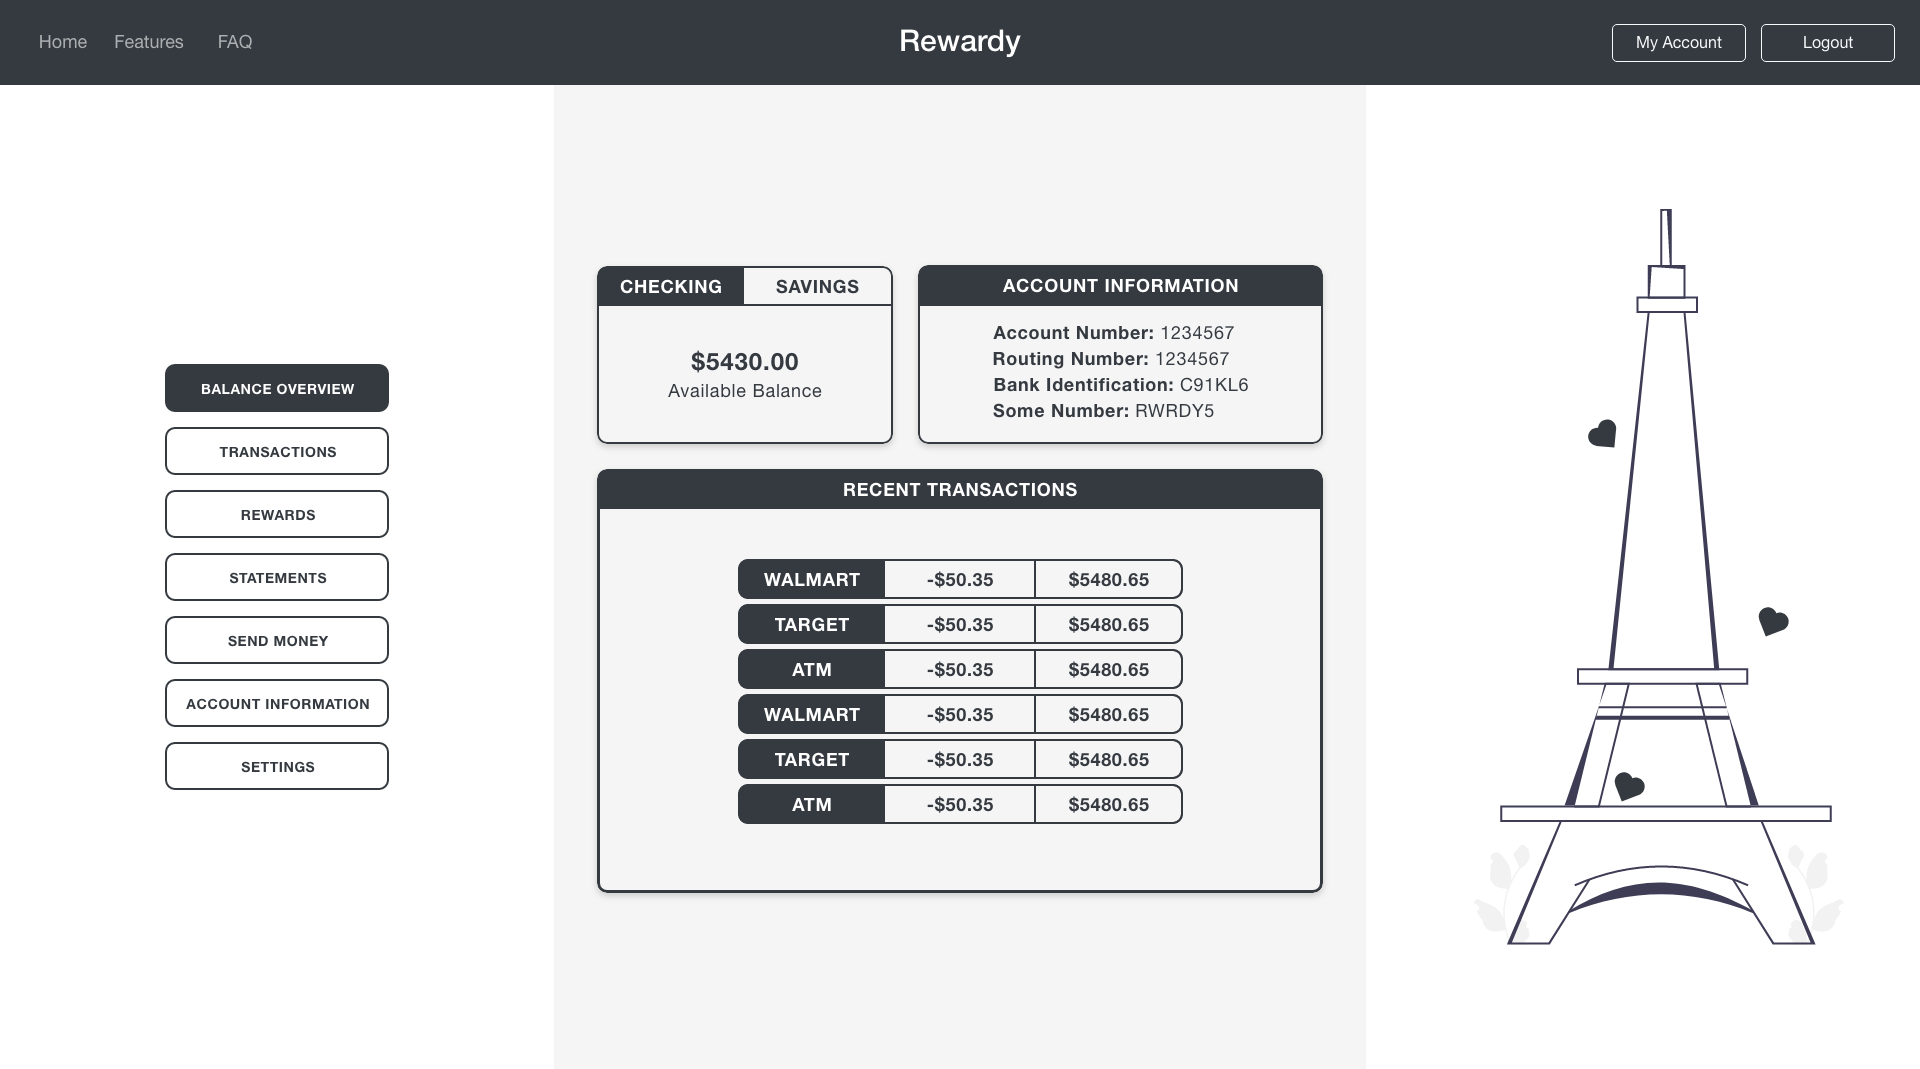 Home Features FAQ Rewardy My Account Logout
BALANCE OVERVIEW
TRANSACTIONS
REWARDS
STATEMENTS
SEND MONEY
ACCOUNT INFORMATION
SETTINGS
CHECKING SAVINGS
$5430.00
Available Balance
ACCOUNT INFORMATION
Account Number: 1234567
Routing Number: 1234567
Bank Identification: C91KL6
Some Number: RWRDY5
RECENT TRANSACTIONS
WALMART -$50.35 $5480.65
TARGET -$50.35 $5480.65
ATM -$50.35 $5480.65
WALMART -$50.35 $5480.65
TARGET -$50.35 $5480.65
ATM -$50.35 $5480.65